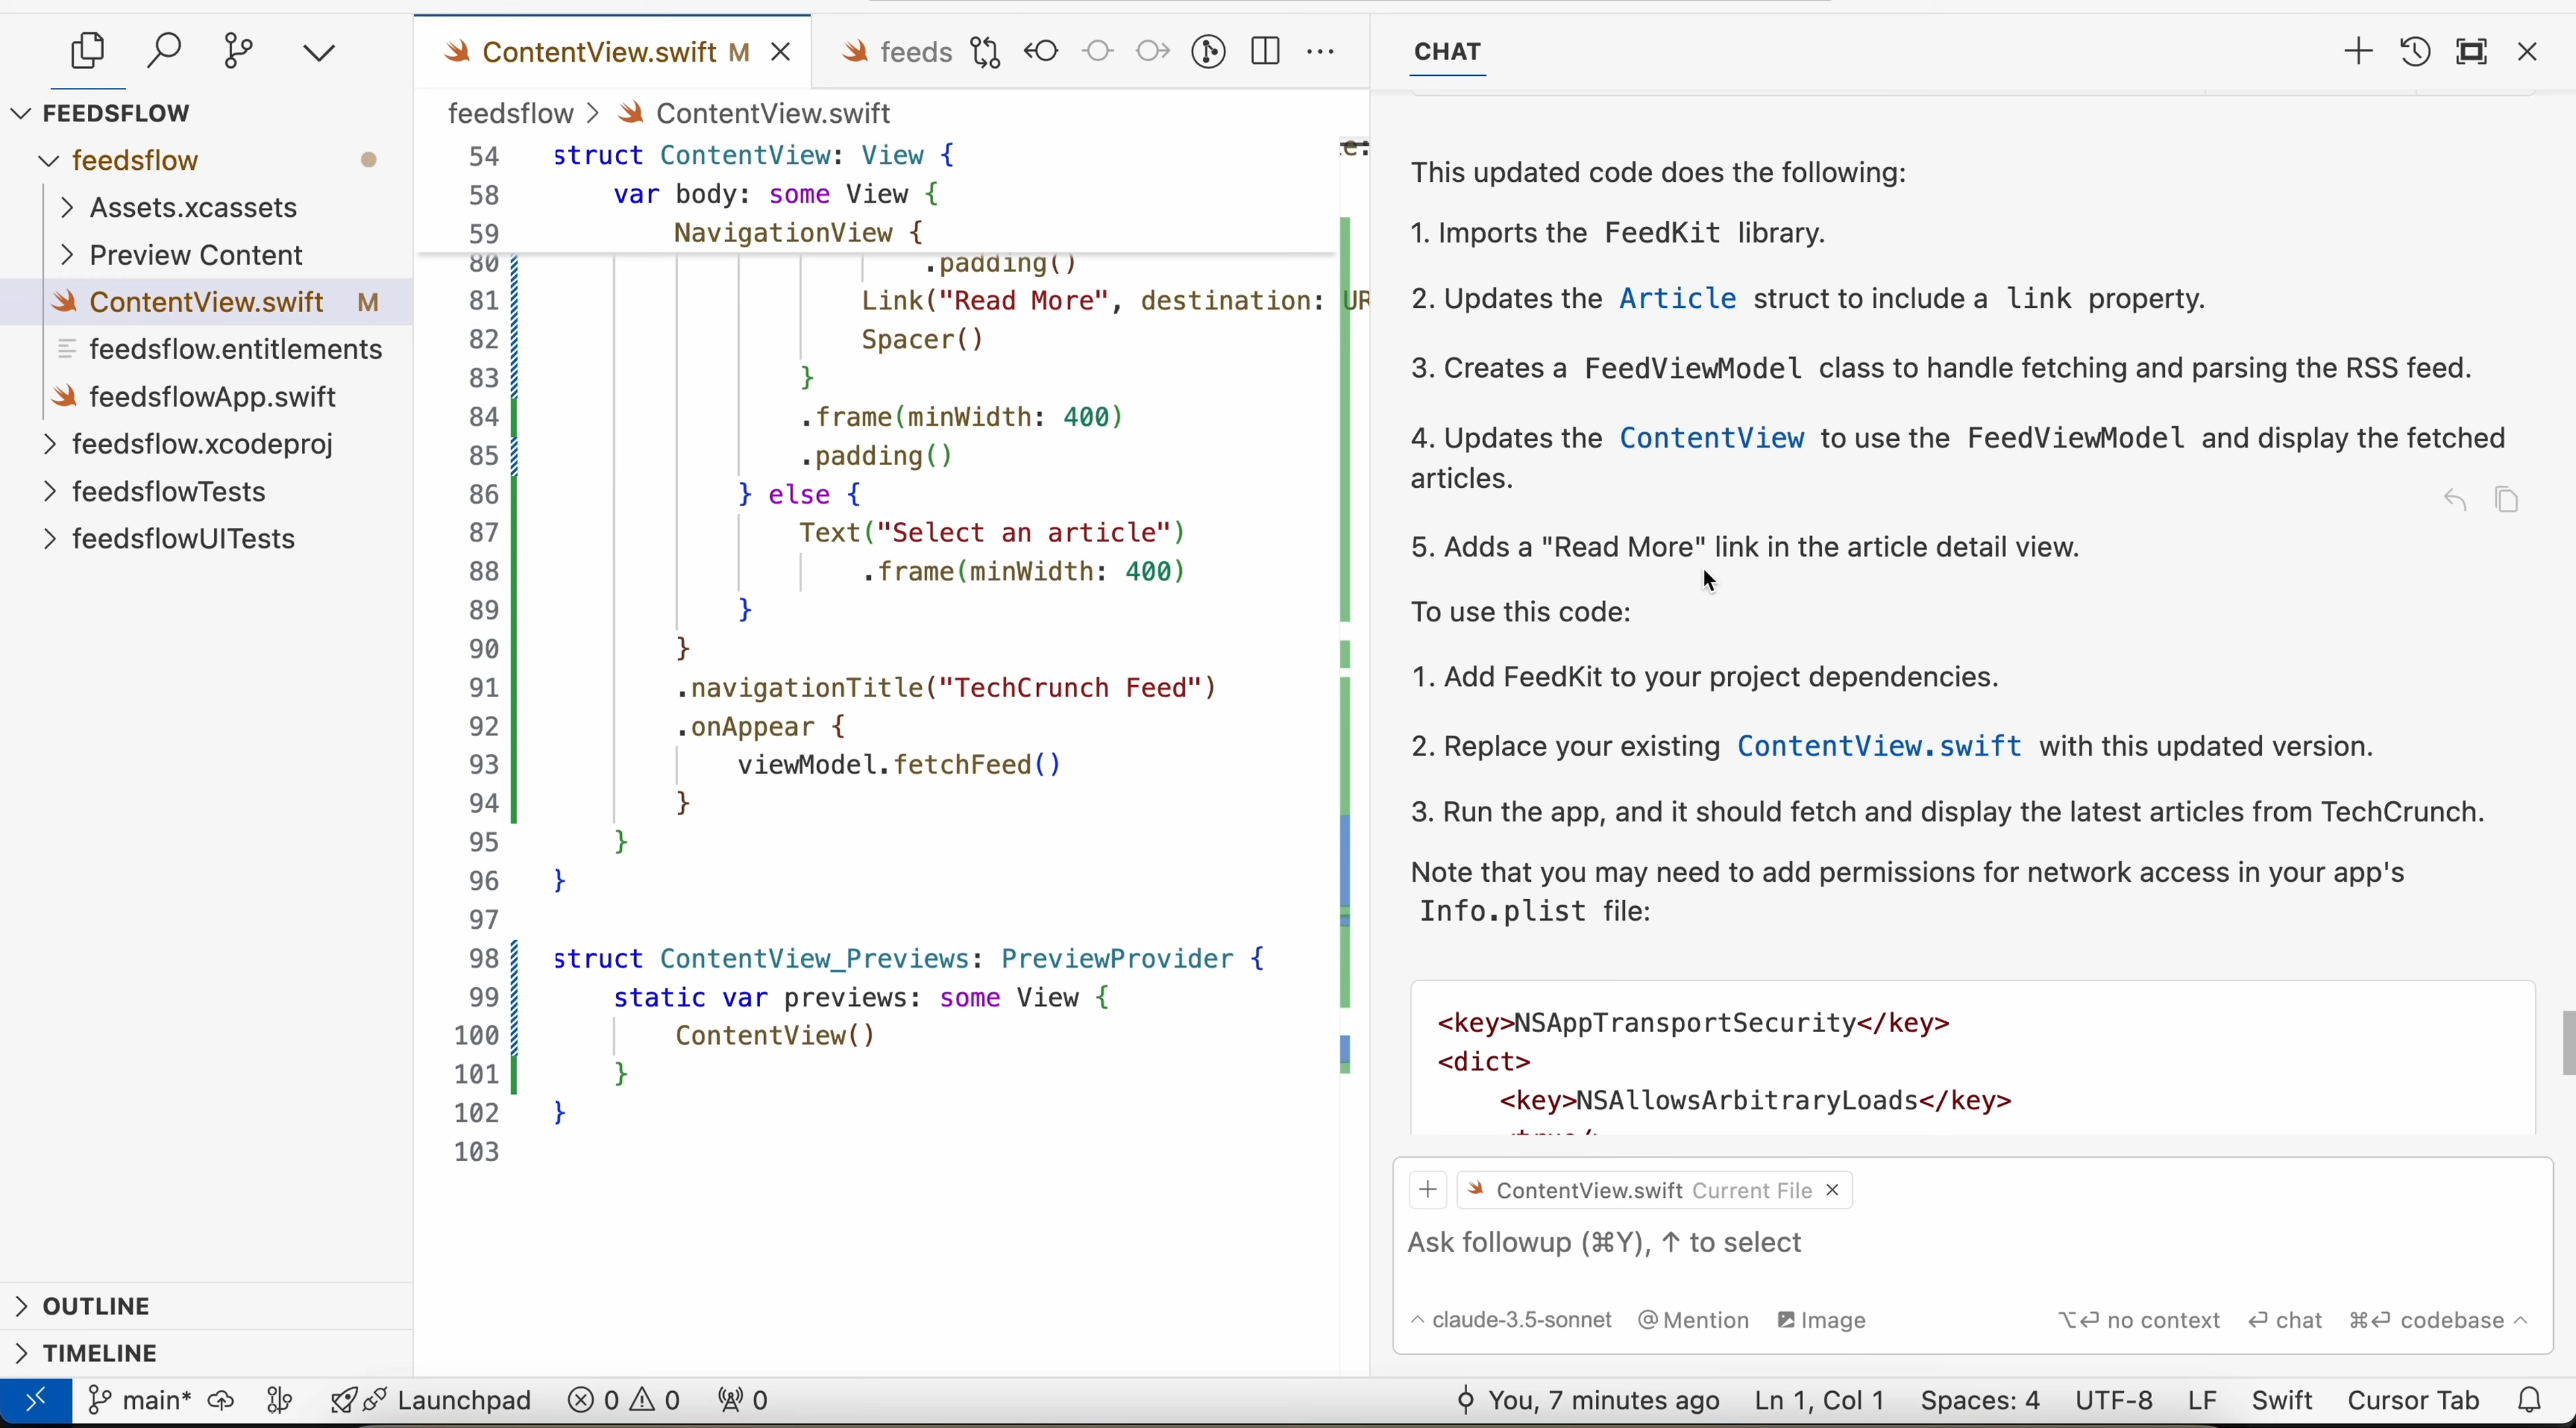 ContentView.swift M
feeds
CHAT
FEEDSFLOW
feedsflow
Assets.xcassets
Preview Content
ContentView.swift M
feedsflow.entitlements
feedsflowApp.swift
feedsflow.xcodeproj
feedsflowTests
feedsflowUITests
OUTLINE
TIMELINE
feedsflow > ContentView.swift
54 struct ContentView: View {
58 var body: some View {
59 NavigationView {
80 .padding()
81 Link("Read More", destination: UR
82 Spacer()
83 }
84 .frame(minWidth: 400)
85 .padding()
86 } else {
87 Text("Select an article")
88 .frame(minWidth: 400)
89 }
90 }
91 .navigationTitle("TechCrunch Feed")
92 .onAppear {
93 viewModel.fetchFeed()
94 }
95 }
96 }
97
98 struct ContentView_Previews: PreviewProvider {
99 static var previews: some View {
100 ContentView()
101 }
102 }
103
This updated code does the following:
1. Imports the FeedKit library.
2. Updates the Article struct to include a link property.
3. Creates a FeedViewModel class to handle fetching and parsing the RSS feed.
4. Updates the ContentView to use the FeedViewModel and display the fetched
articles.
5. Adds a "Read More" link in the article detail view.
To use this code:
1. Add FeedKit to your project dependencies.
2. Replace your existing ContentView.swift with this updated version.
3. Run the app, and it should fetch and display the latest articles from TechCrunch.
Note that you may need to add permissions for network access in your app's
Info.plist file:
<key>NSAppTransportSecurity</key>
<dict>
<key>NSAllowsArbitraryLoads</key>
ContentView.swift Current File
Ask followup (⌘Y), ↑ to select
claude-3.5-sonnet @ Mention Image ⌥⏎ no context ⏎ chat ⌘⏎ codebase
main* Launchpad 0 0 0 You, 7 minutes ago Ln 1, Col 1 Spaces: 4 UTF-8 LF Swift Cursor Tab